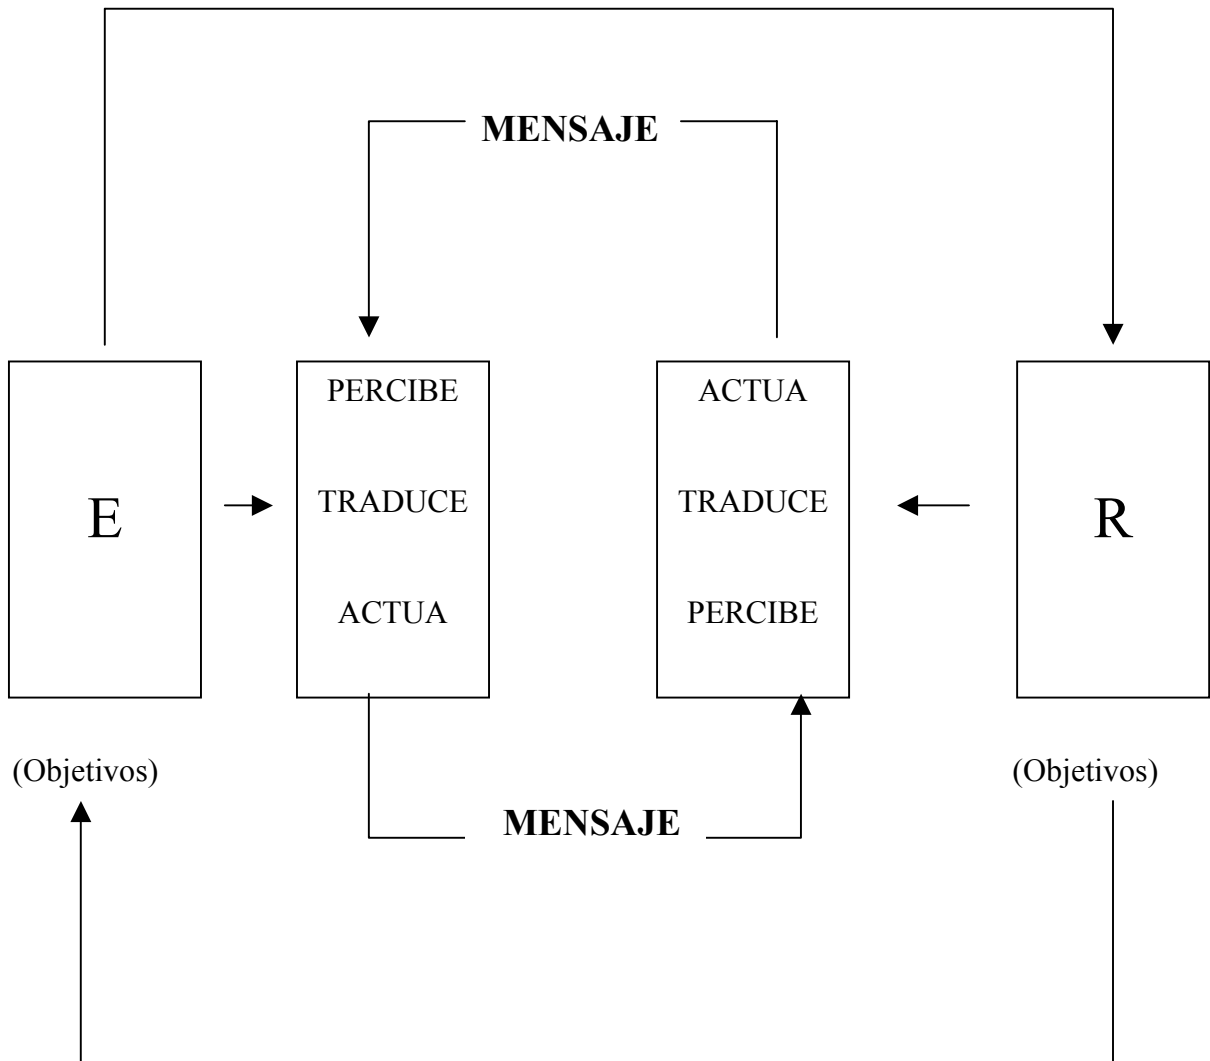 MENSAJE
PERCIBE
TRADUCE
ACTUA
ACTUA
TRADUCE
PERCIBE
E
R
(Objetivos)
(Objetivos)
MENSAJE